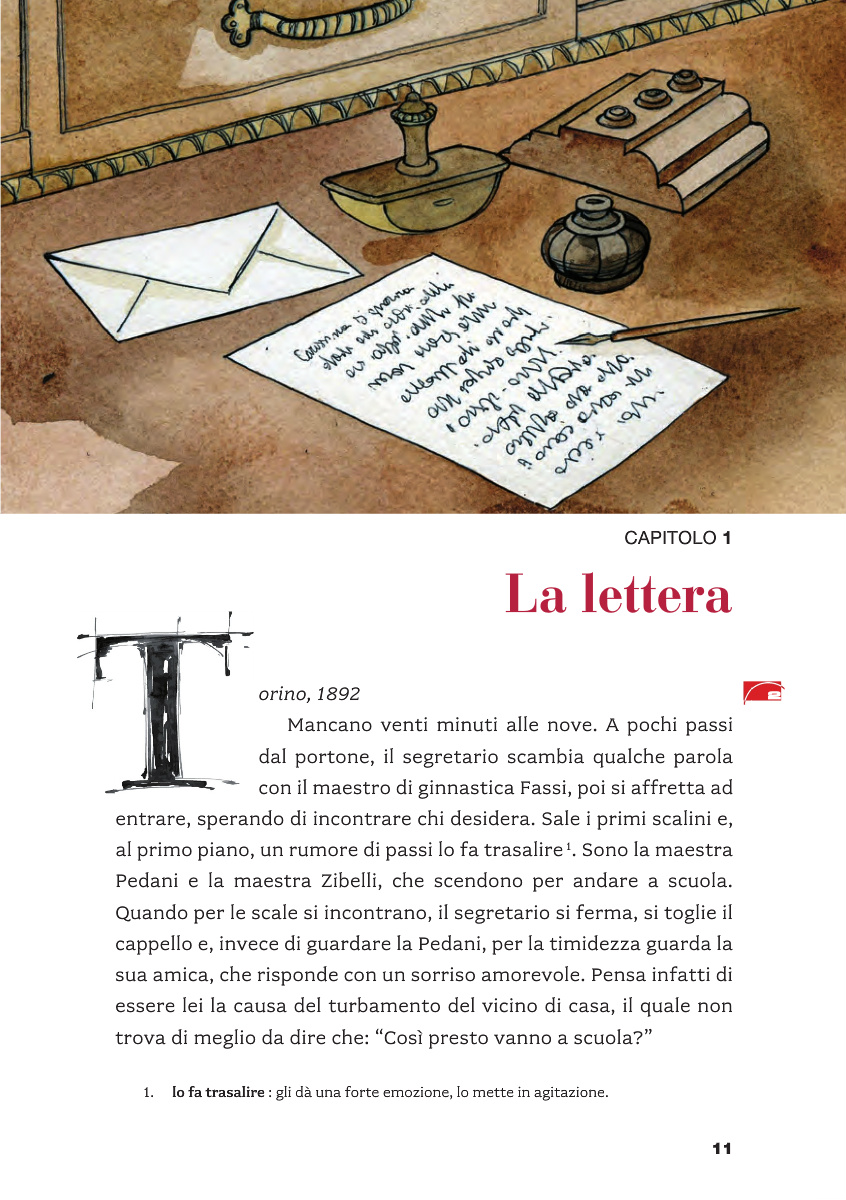 CAPITOLO 1
La lettera
Torino, 1892
2
Mancano venti minuti alle nove. A pochi passi
dal portone, il segretario scambia qualche parola
con il maestro di ginnastica Fassi, poi si affretta ad
entrare, sperando di incontrare chi desidera. Sale i primi scalini e,
al primo piano, un rumore di passi lo fa trasalire 1. Sono la maestra
Pedani e la maestra Zibelli, che scendono per andare a scuola.
Quando per le scale si incontrano, il segretario si ferma, si toglie il
cappello e, invece di guardare la Pedani, per la timidezza guarda la
sua amica, che risponde con un sorriso amorevole. Pensa infatti di
essere lei la causa del turbamento del vicino di casa, il quale non
trova di meglio da dire che: “Così presto vanno a scuola?”
1. lo fa trasalire : gli dà una forte emozione, lo mette in agitazione.
11